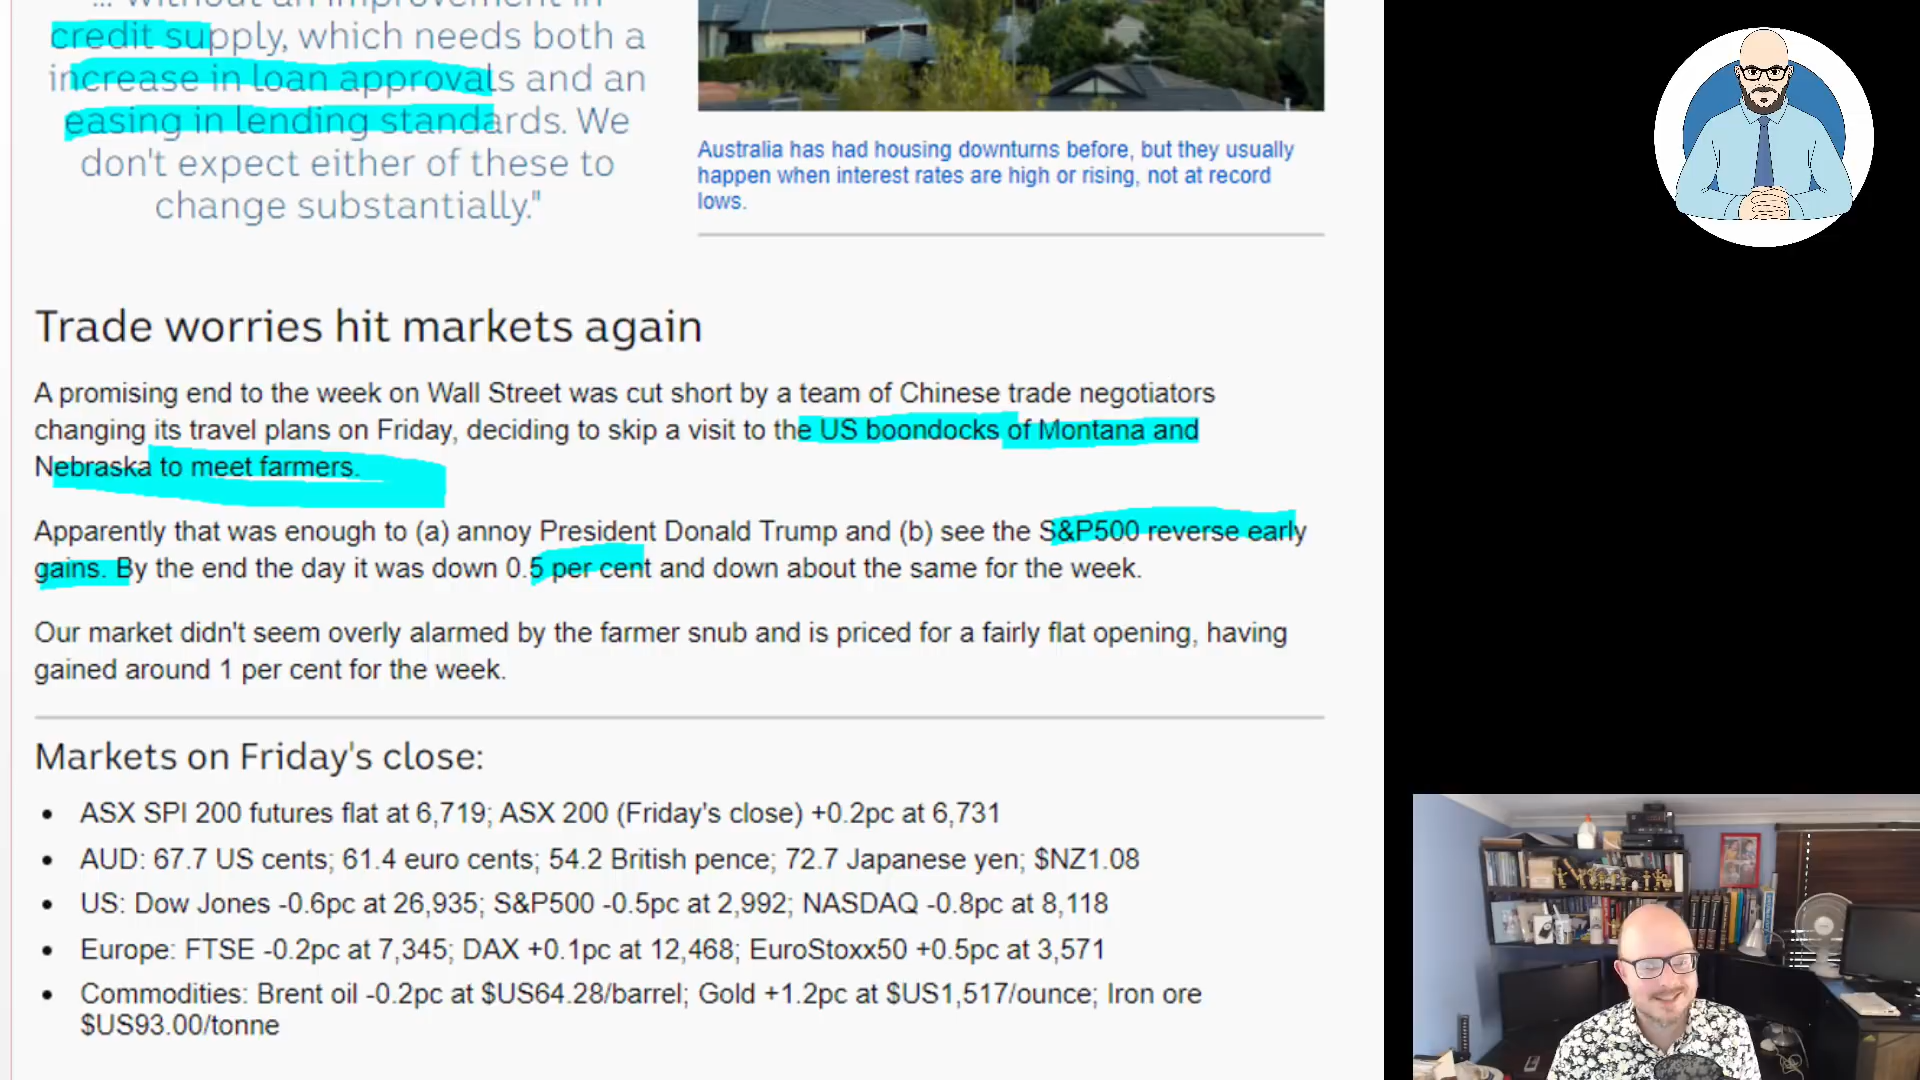 ... without an improvement in
credit supply, which needs both a
increase in loan approvals and an
easing in lending standards. We
don't expect either of these to
change substantially."
Australia has had housing downturns before, but they usually
happen when interest rates are high or rising, not at record
lows.
Trade worries hit markets again
A promising end to the week on Wall Street was cut short by a team of Chinese trade negotiators
changing its travel plans on Friday, deciding to skip a visit to the US boondocks of Montana and
Nebraska to meet farmers.
Apparently that was enough to (a) annoy President Donald Trump and (b) see the S&P500 reverse early
gains. By the end the day it was down 0.5 per cent and down about the same for the week.
Our market didn't seem overly alarmed by the farmer snub and is priced for a fairly flat opening, having
gained around 1 per cent for the week.
Markets on Friday's close:
• ASX SPI 200 futures flat at 6,719; ASX 200 (Friday's close) +0.2pc at 6,731
• AUD: 67.7 US cents; 61.4 euro cents; 54.2 British pence; 72.7 Japanese yen; $NZ1.08
• US: Dow Jones -0.6pc at 26,935; S&P500 -0.5pc at 2,992; NASDAQ -0.8pc at 8,118
• Europe: FTSE -0.2pc at 7,345; DAX +0.1pc at 12,468; EuroStoxx50 +0.5pc at 3,571
• Commodities: Brent oil -0.2pc at $US64.28/barrel; Gold +1.2pc at $US1,517/ounce; Iron ore
$US93.00/tonne